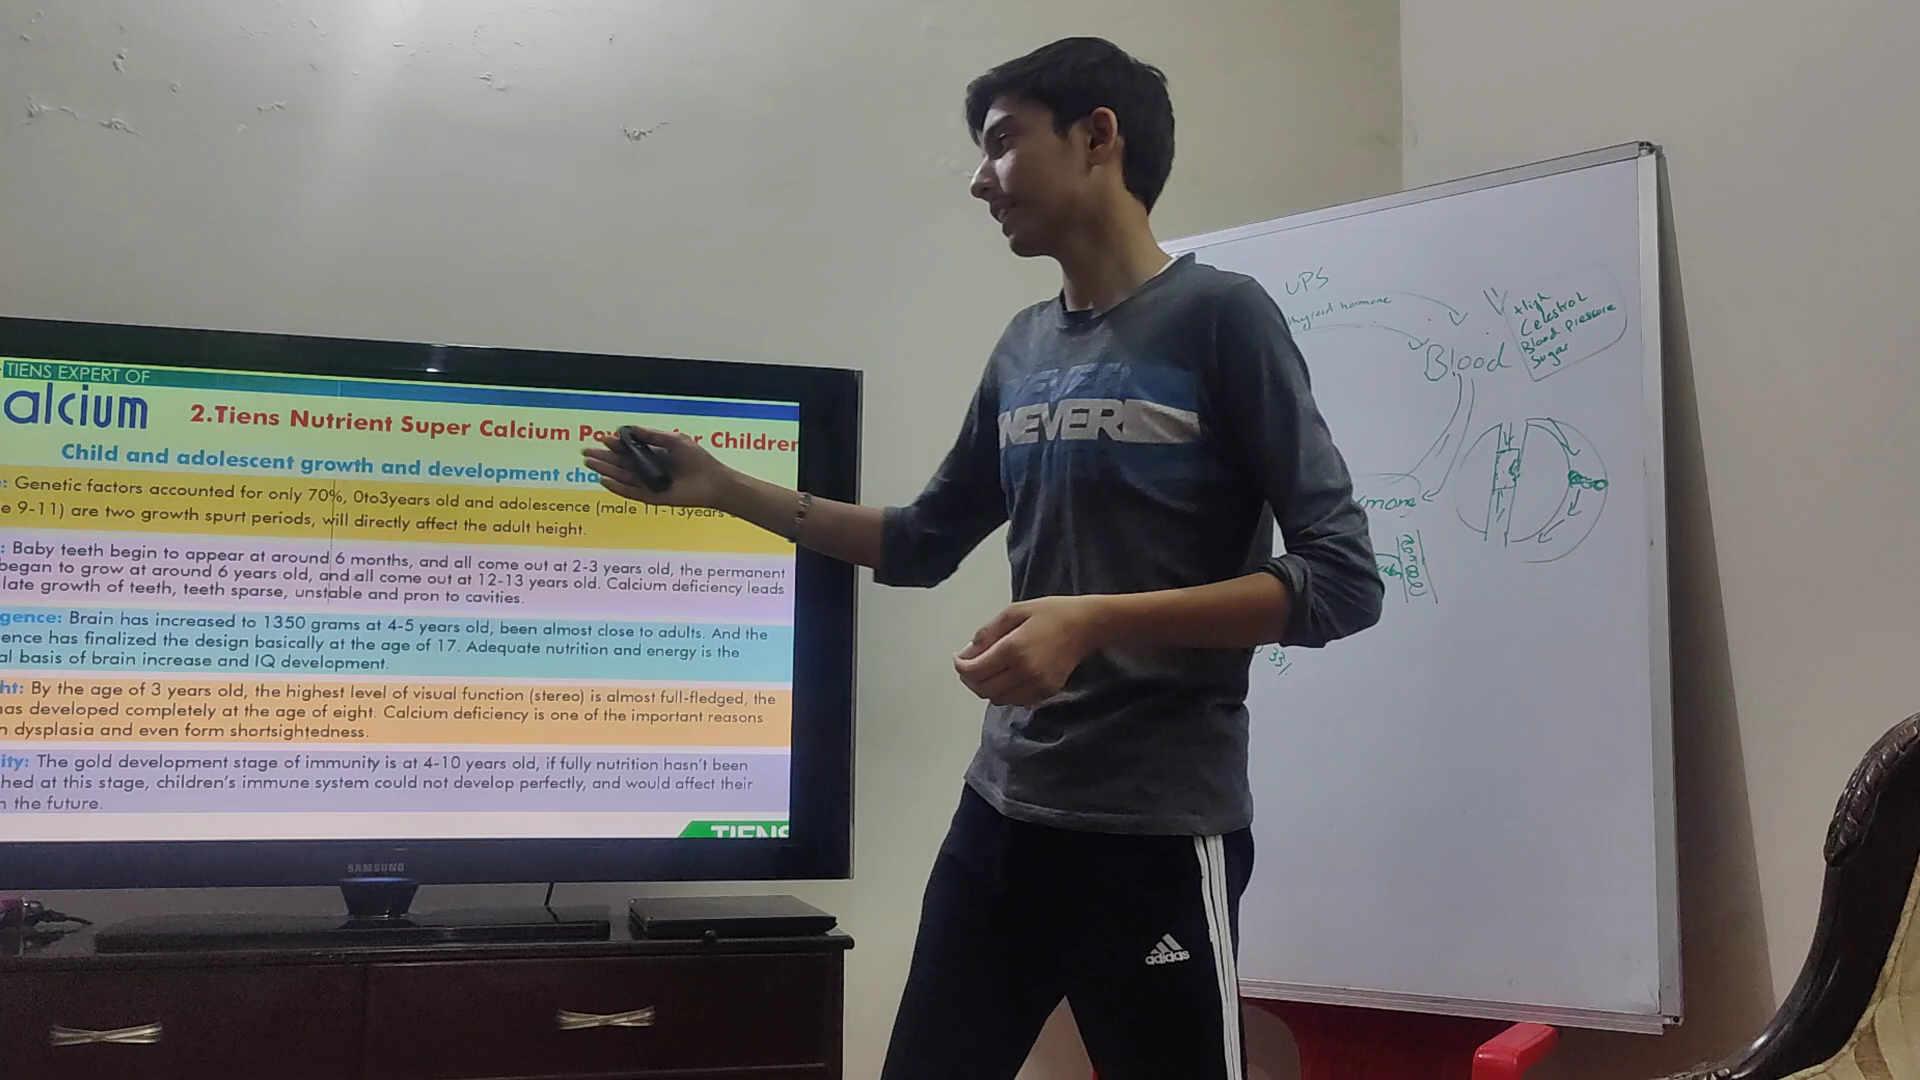 TIENS EXPERT OF
alcium
2.Tiens Nutrient Super Calcium Po r Children
Child and adolescent growth and development cha
: Genetic factors accounted for only 70%, 0to3years old and adolescence (male 11-13years
e 9-11) are two growth spurt periods, will directly affect the adult height.
: Baby teeth begin to appear at around 6 months, and all come out at 2-3 years old, the permanent
began to grow at around 6 years old, and all come out at 12-13 years old. Calcium deficiency leads
late growth of teeth, teeth sparse, unstable and pron to cavities.
gence: Brain has increased to 1350 grams at 4-5 years old, been almost close to adults. And the
ence has finalized the design basically at the age of 17. Adequate nutrition and energy is the
al basis of brain increase and IQ development.
ht: By the age of 3 years old, the highest level of visual function (stereo) is almost full-fledged, the
as developed completely at the age of eight. Calcium deficiency is one of the important reasons
n dysplasia and even form shortsightedness.
ity: The gold development stage of immunity is at 4-10 years old, if fully nutrition hasn't been
hed at this stage, children's immune system could not develop perfectly, and would affect their
n the future.
TIENS
SAMSUNG
NEVER
NEVER
adidas
UPS
thyroid hormone
Blood
High
Celestrol
Blood pressure
Sugar
mone
33/